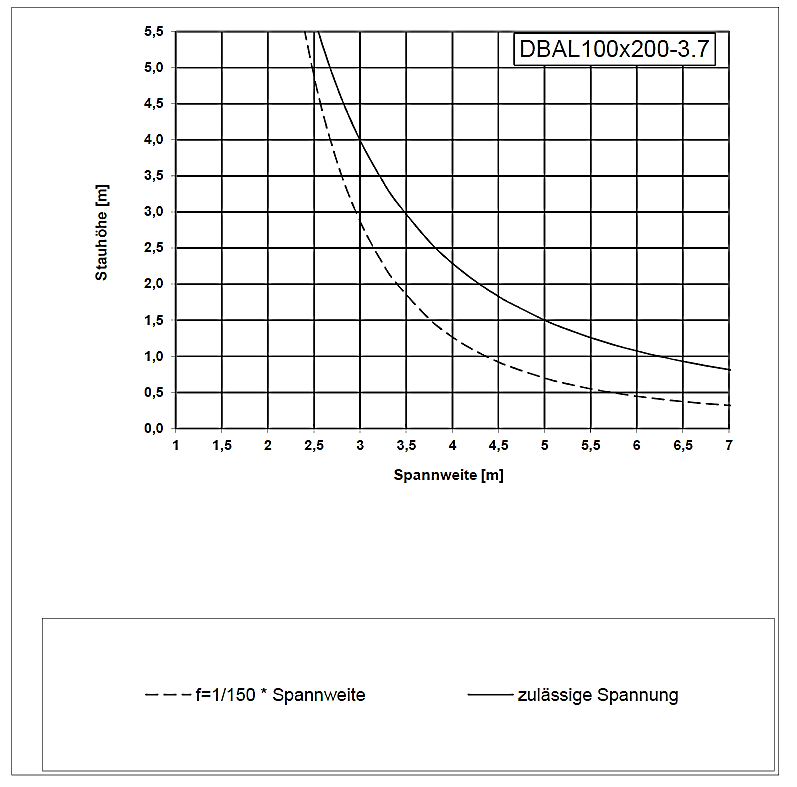 DBAL100x200-3.7
5,5
5,0
4,5
4,0
3,5
3,0
2,5
2,0
1,5
1,0
0,5
0,0
Stauhöhe [m]
1 1,5 2 2,5 3 3,5 4 4,5 5 5,5 6 6,5 7
Spannweite [m]
f=1/150 * Spannweite zulässige Spannung